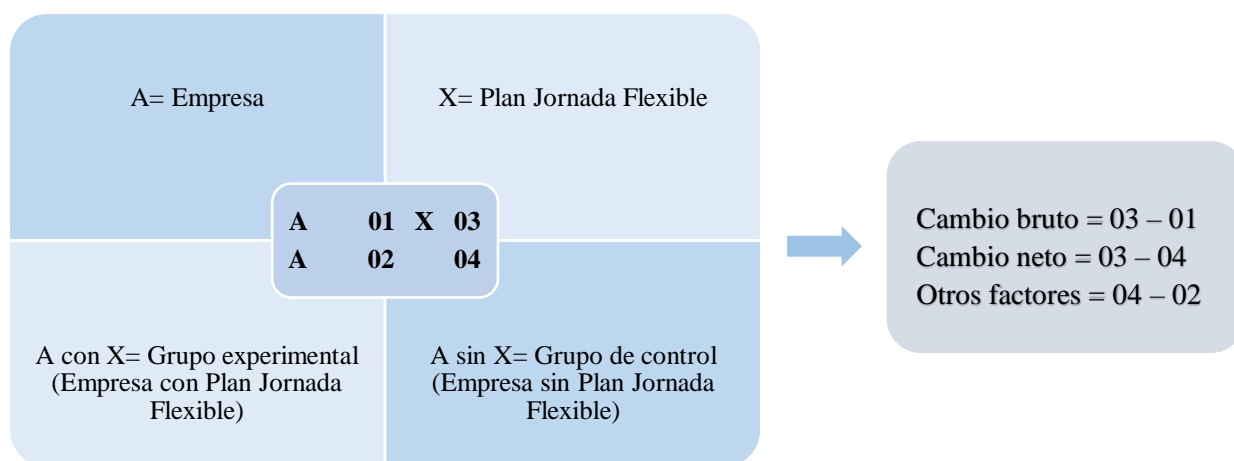 A= Empresa
X= Plan Jornada Flexible
A 01 X 03
A 02 04
A con X= Grupo experimental
(Empresa con Plan Jornada
Flexible)
A sin X= Grupo de control
(Empresa sin Plan Jornada
Flexible)
Cambio bruto = 03 – 01
Cambio neto = 03 – 04
Otros factores = 04 – 02